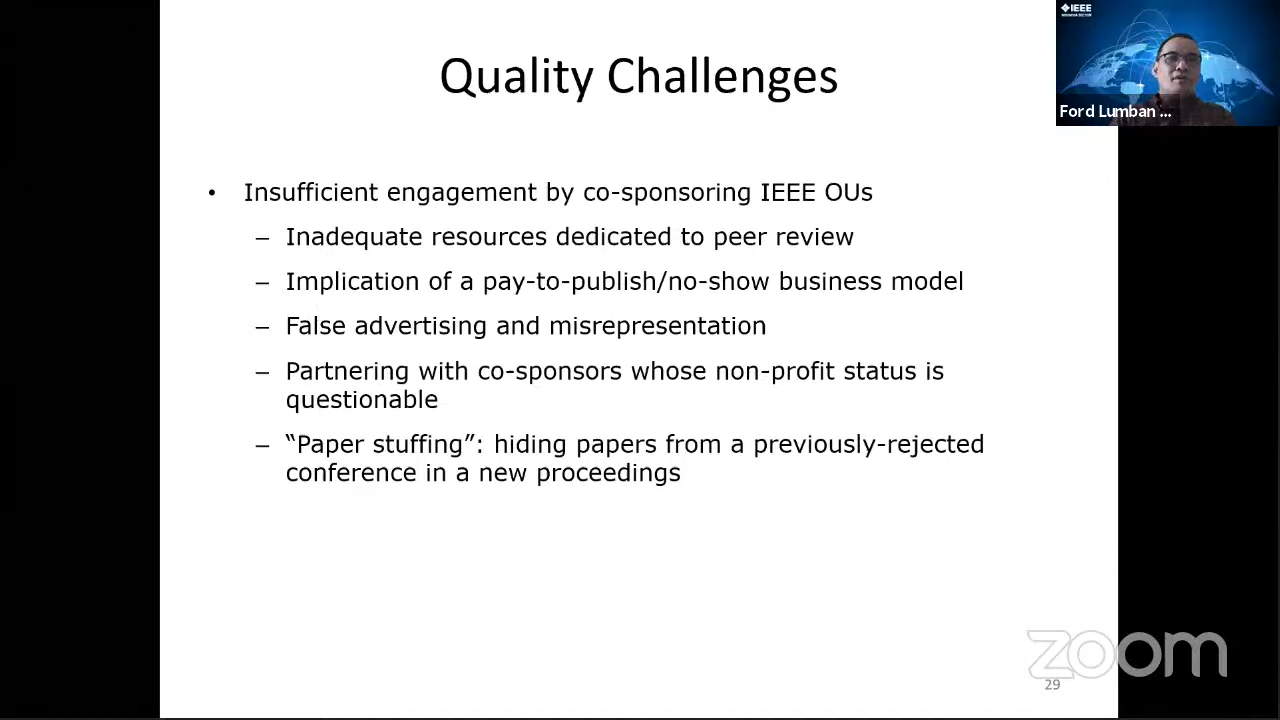 Quality Challenges
IEEE
INDONESIA SECTION
Ford Lumban ...
• Insufficient engagement by co-sponsoring IEEE OUs
– Inadequate resources dedicated to peer review
– Implication of a pay-to-publish/no-show business model
– False advertising and misrepresentation
– Partnering with co-sponsors whose non-profit status is
questionable
– “Paper stuffing”: hiding papers from a previously-rejected
conference in a new proceedings
zoom
29